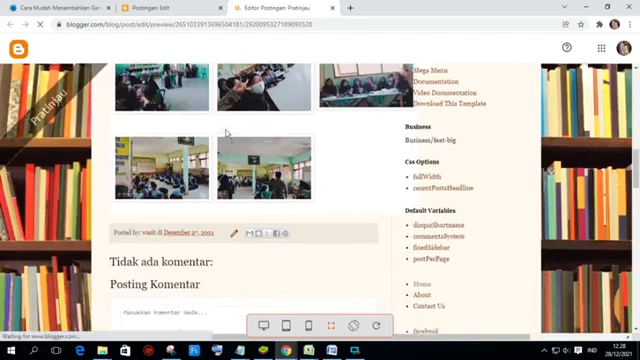 Cara Mudah Menambahkan Gam
Postingan: Edit
Editor Postingan: Pratinjau
blogger.com/blog/post/edit/preview/2651033913696504181/2920095327189093528
Pratinjau
Mega Menu
Documentation
Video Documentation
Download This Template
Business
Business/feat-big
Css Options
fullWidth
recentPostsHeadline
Default Variables
disqusShortname
commentsSystem
fixedSidebar
postPerPage
Posted by: wasit di Desember 27, 2021
Tidak ada komentar:
Posting Komentar
Masukkan Komentar Anda...
Home
About
Contact Us
facebook
Waiting for www.blogger.com...
IND
12.28
28/12/2021